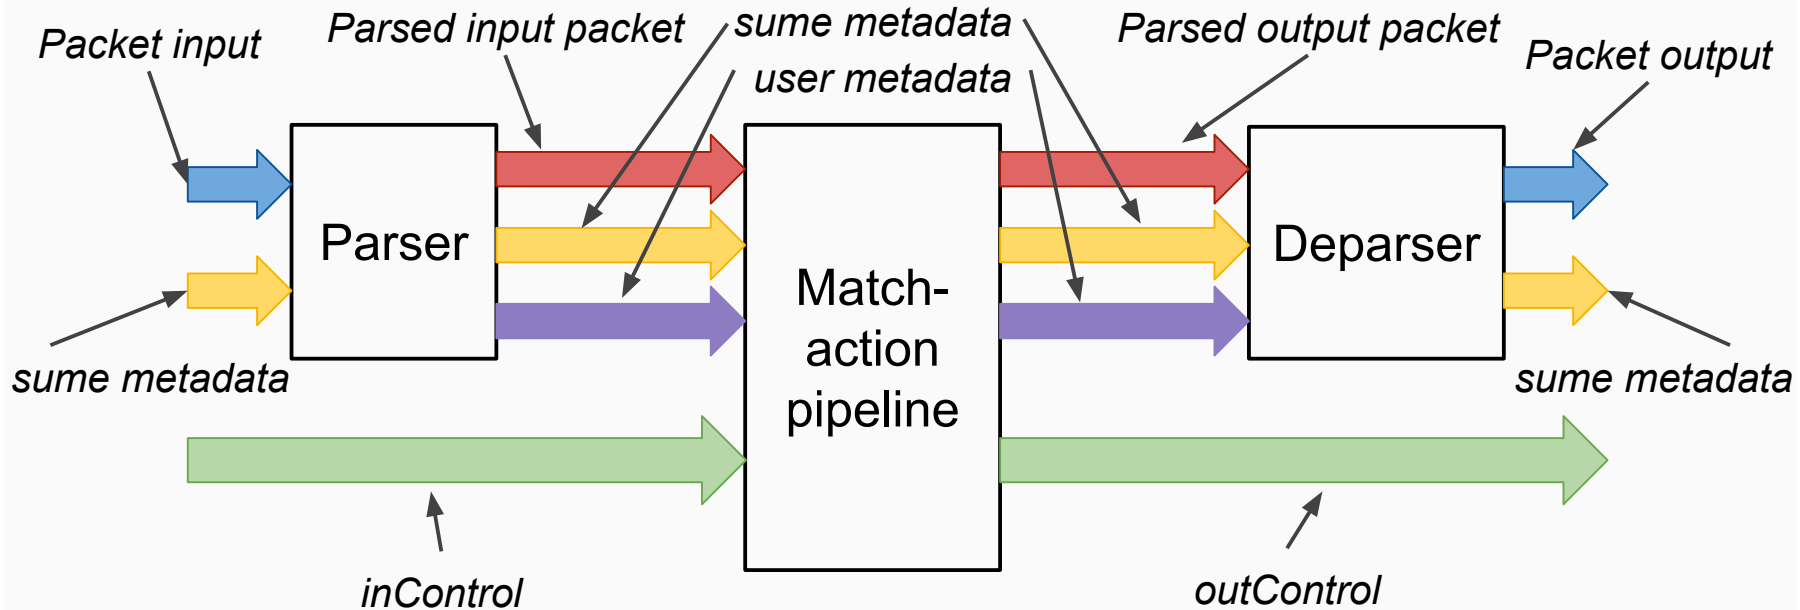 Packet input
Parsed input packet
sume metadata
Parsed output packet
Packet output
user metadata
Parser
Match-
action
pipeline
Deparser
sume metadata
sume metadata
inControl
outControl